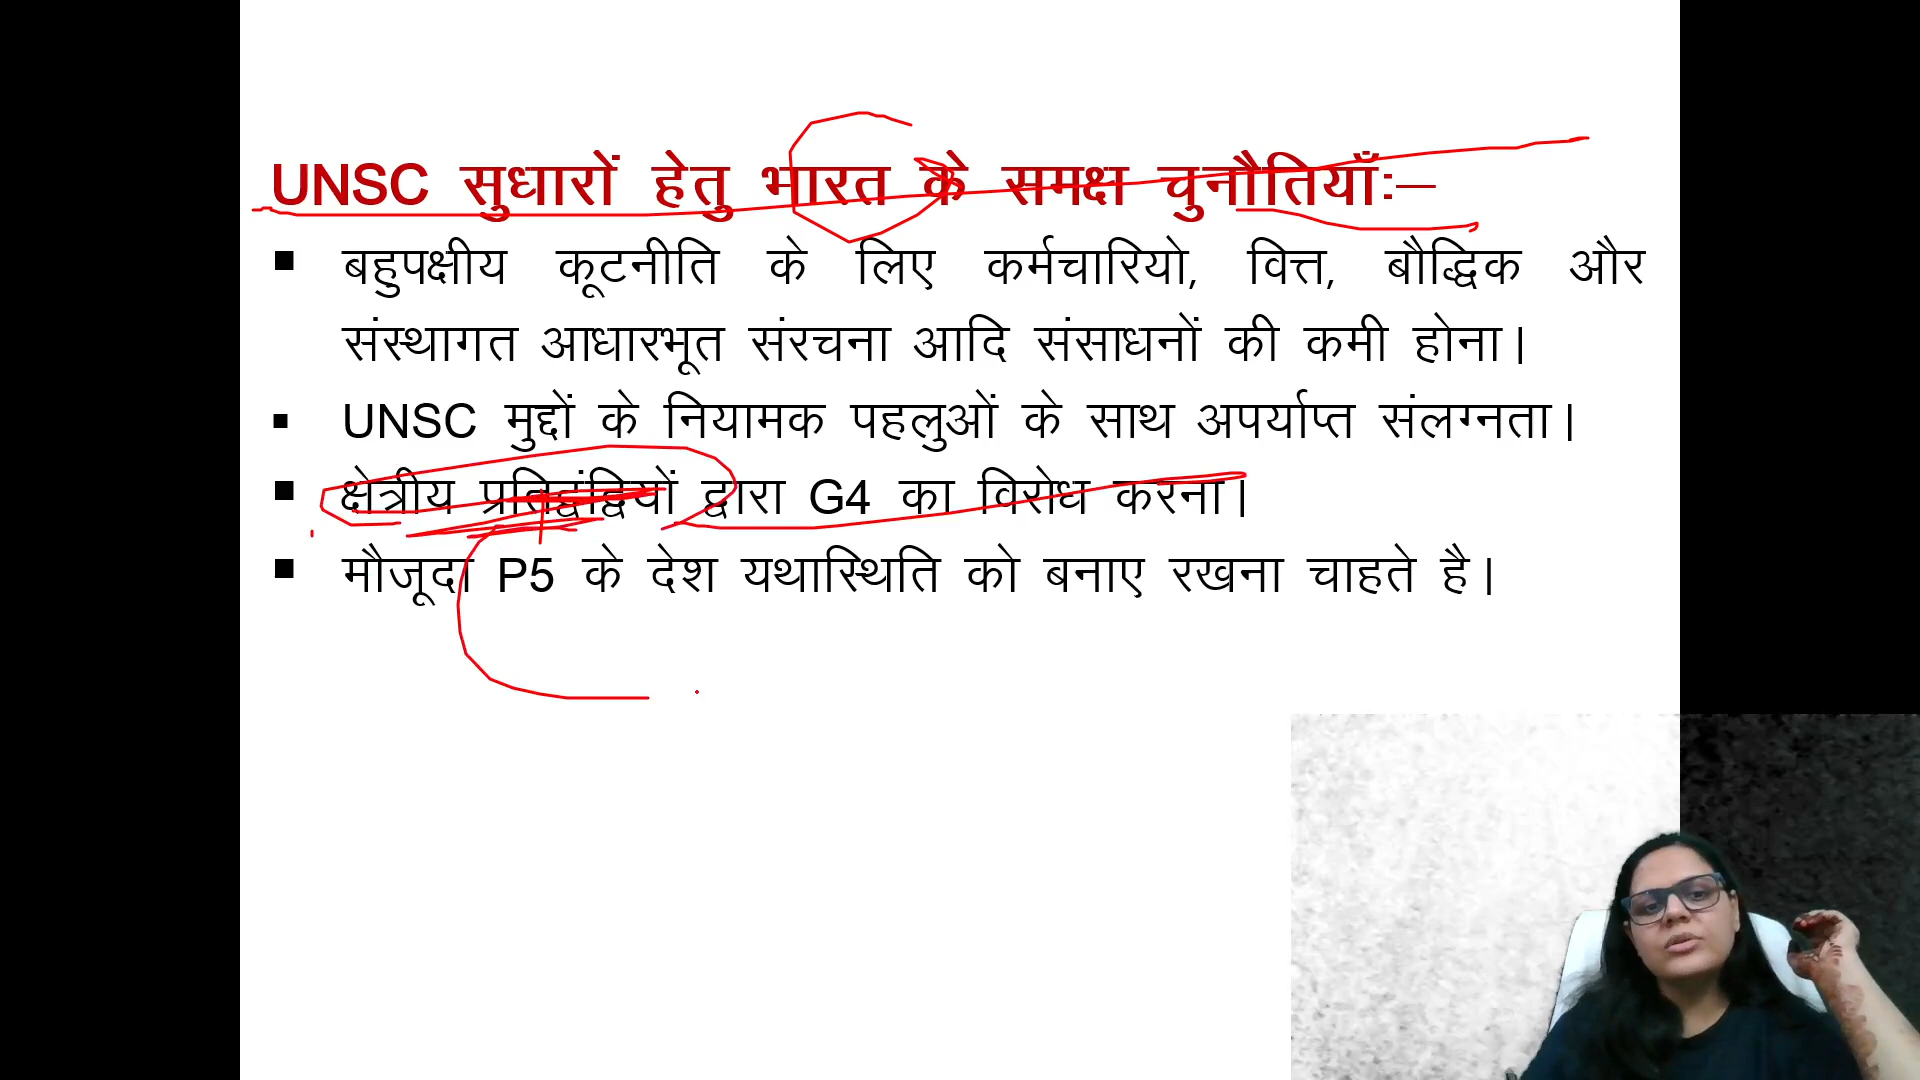 UNSC सुधारों हेतु भारत के समक्ष चुनौतियाँ:–
▪ बहुपक्षीय कूटनीति के लिए कर्मचारियो, वित्त, बौद्धिक और
संस्थागत आधारभूत संरचना आदि संसाधनों की कमी होना।
▪ UNSC मुद्दों के नियामक पहलुओं के साथ अपर्याप्त संलग्नता।
▪ क्षेत्रीय प्रतिद्वंद्वियों द्वारा G4 का विरोध करना।
▪ मौजूदा P5 के देश यथास्थिति को बनाए रखना चाहते है।